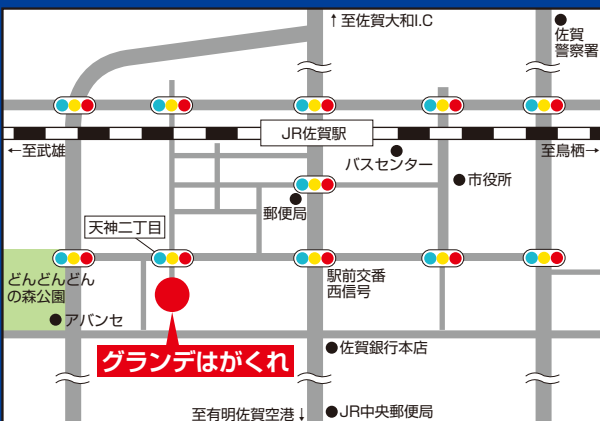 ↑至佐賀大和I.C
佐賀
警察署
JR佐賀駅
←至武雄
バスセンター
至鳥栖→
市役所
郵便局
天神二丁目
どんどんどん
の森公園
駅前交番
西信号
アバンセ
グランデはがくれ
佐賀銀行本店
至有明佐賀空港↓
JR中央郵便局